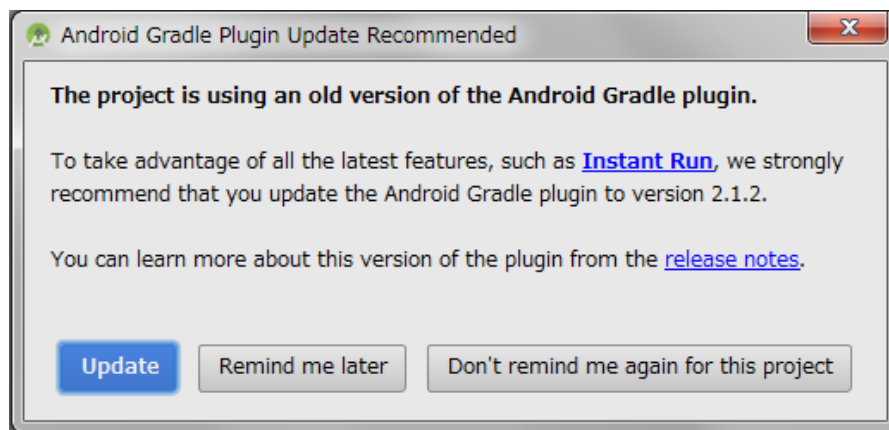 Android Gradle Plugin Update Recommended
The project is using an old version of the Android Gradle plugin.
To take advantage of all the latest features, such as Instant Run, we strongly
recommend that you update the Android Gradle plugin to version 2.1.2.
You can learn more about this version of the plugin from the release notes.
Update Remind me later Don't remind me again for this project